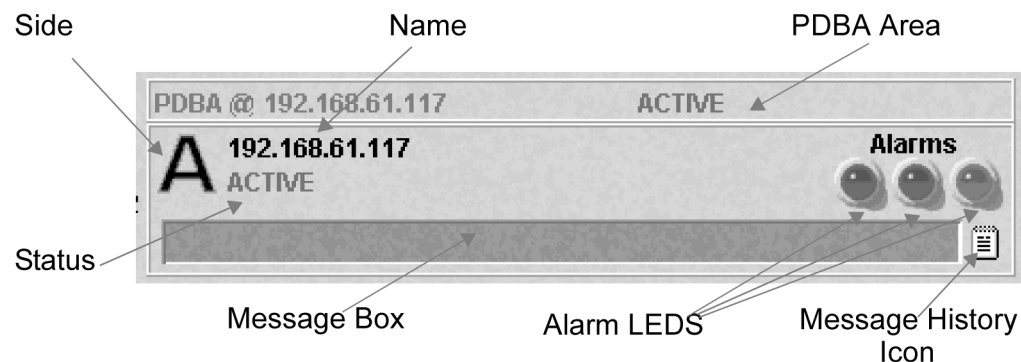 Side Name PDBA Area
PDBA @ 192.168.61.117 ACTIVE
A 192.168.61.117 Alarms
ACTIVE
Status
Message Box Alarm LEDS Message History
Icon